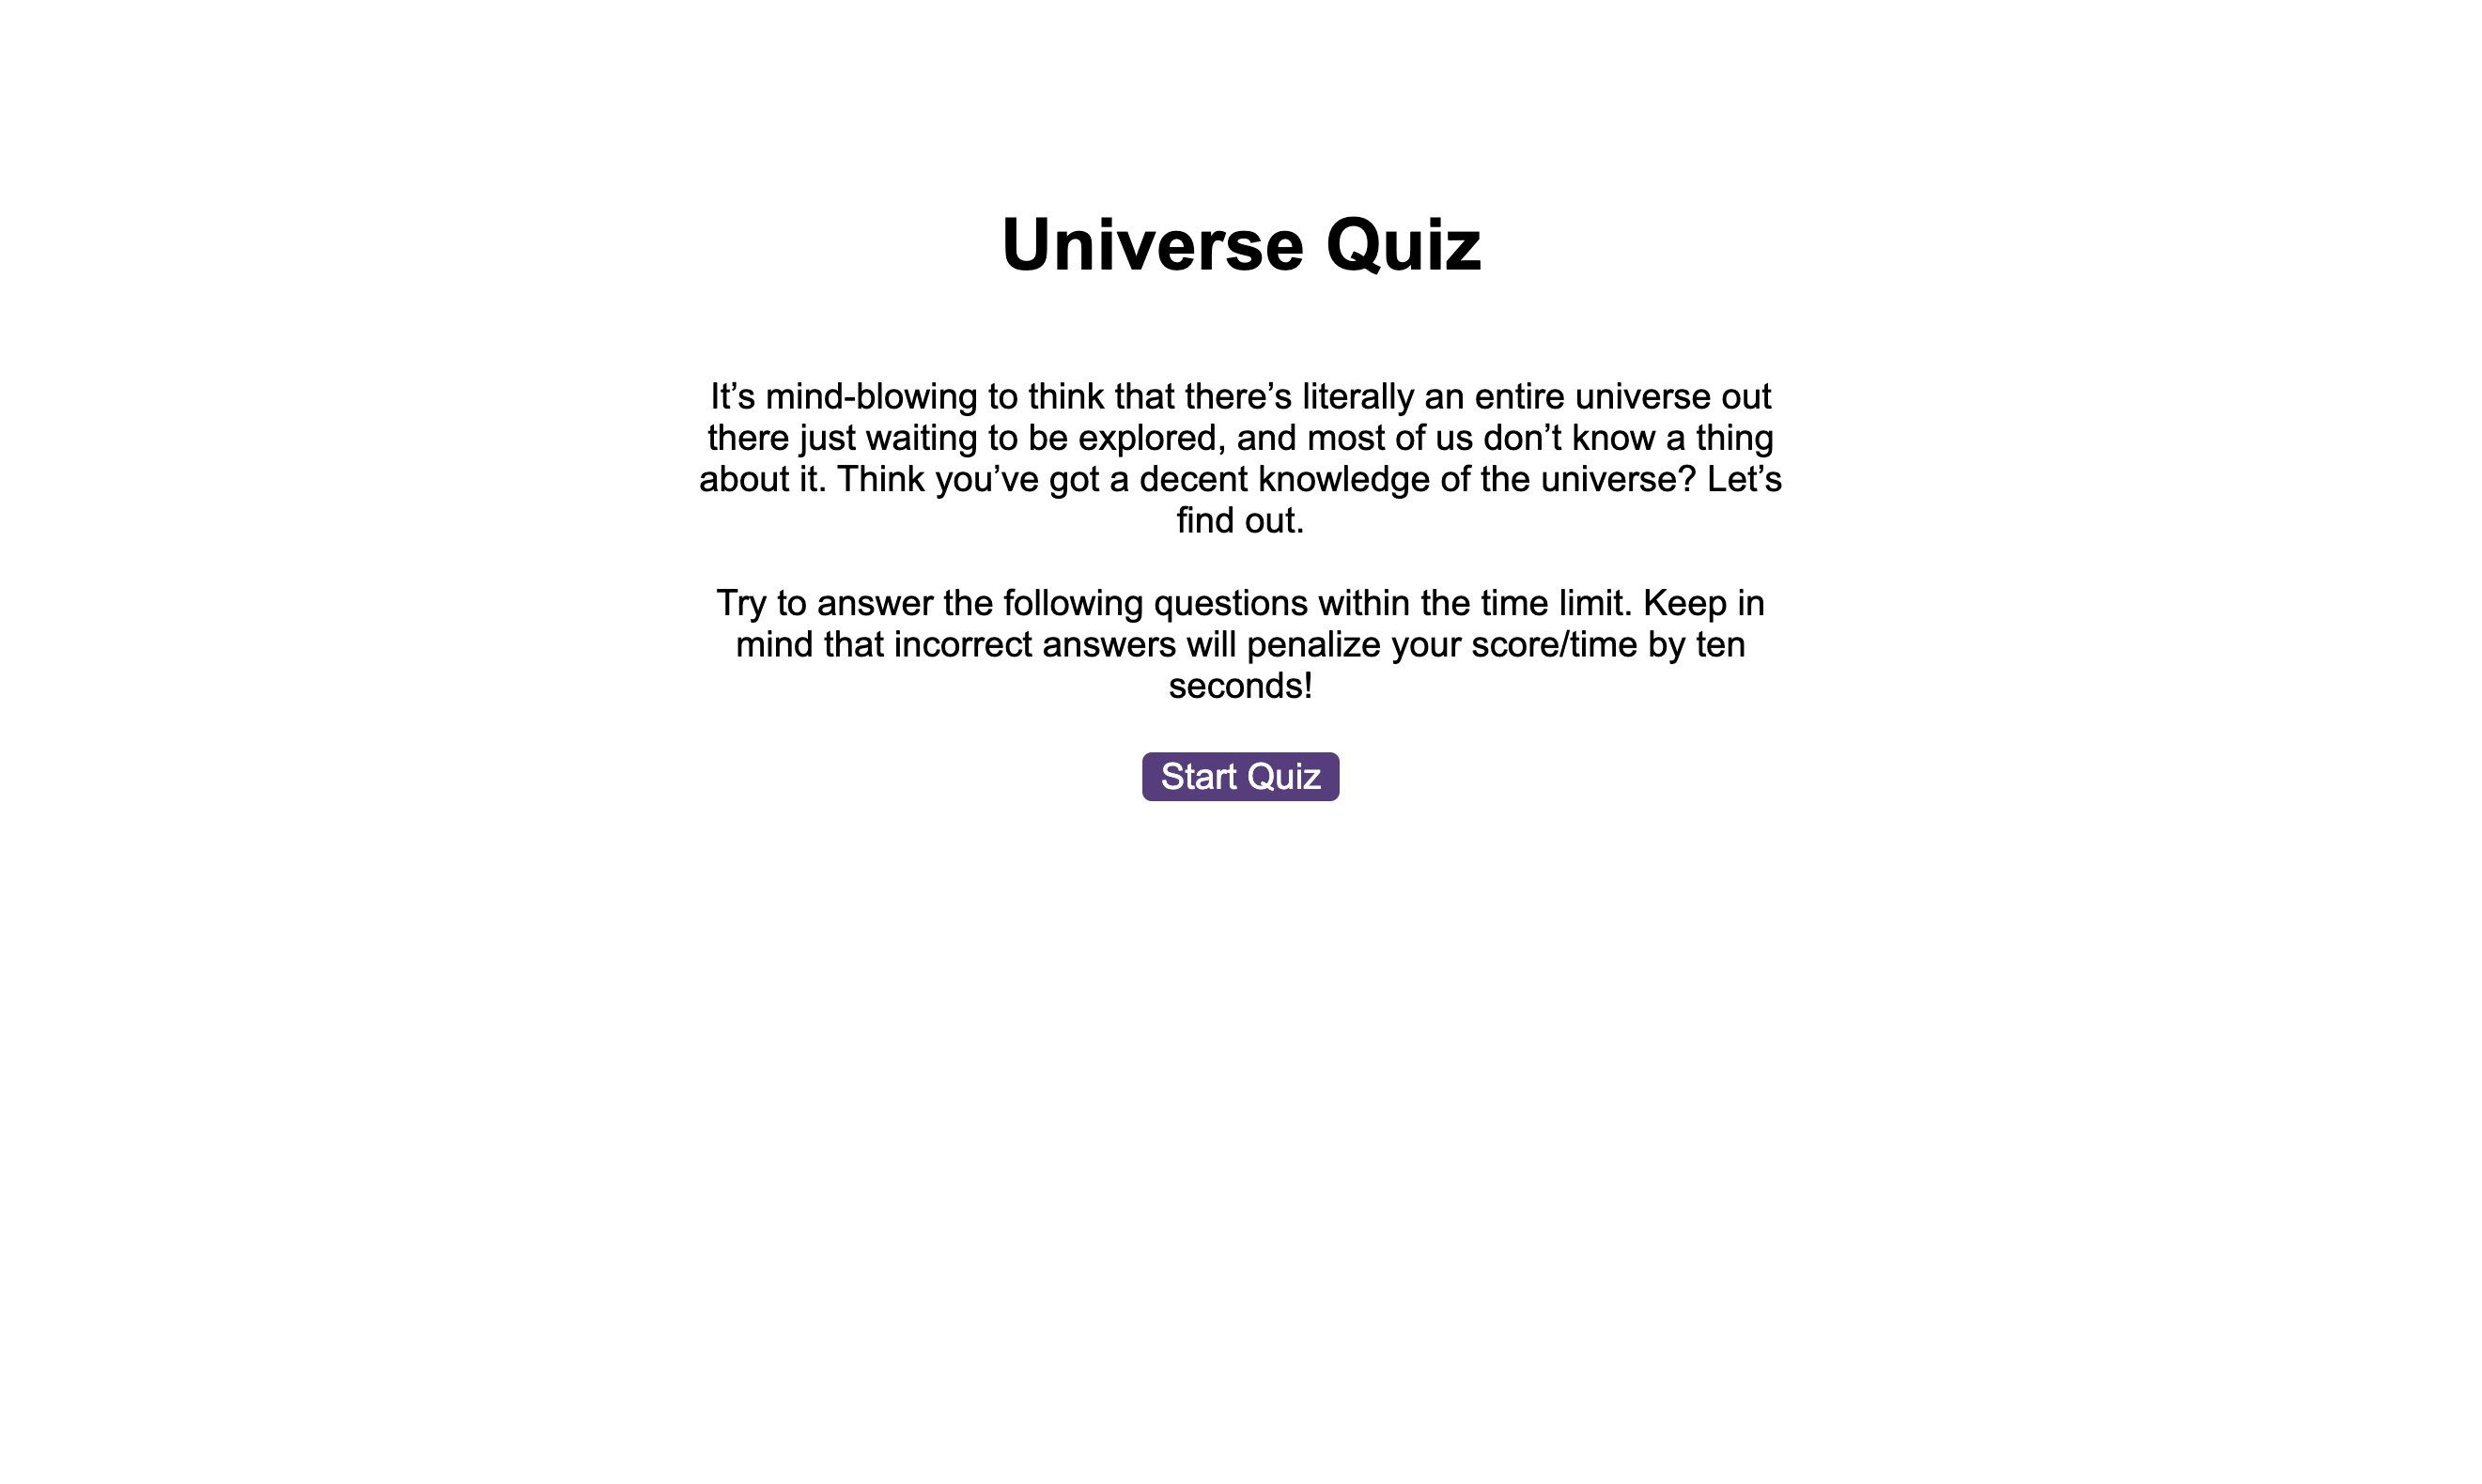 Universe Quiz
It’s mind-blowing to think that there’s literally an entire universe out
there just waiting to be explored, and most of us don’t know a thing
about it. Think you’ve got a decent knowledge of the universe? Let’s
find out.
Try to answer the following questions within the time limit. Keep in
mind that incorrect answers will penalize your score/time by ten
seconds!
Start Quiz